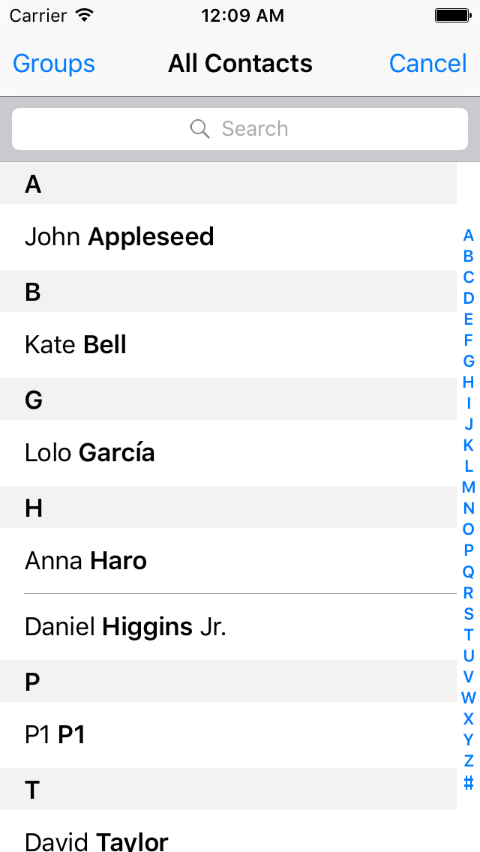 Carrier 12:09 AM
Groups All Contacts Cancel
Search
A
John Appleseed
B
Kate Bell
G
Lolo García
H
Anna Haro
Daniel Higgins Jr.
P
P1 P1
T
David Taylor
A
B
C
D
E
F
G
H
I
J
K
L
M
N
O
P
Q
R
S
T
U
V
W
X
Y
Z
#